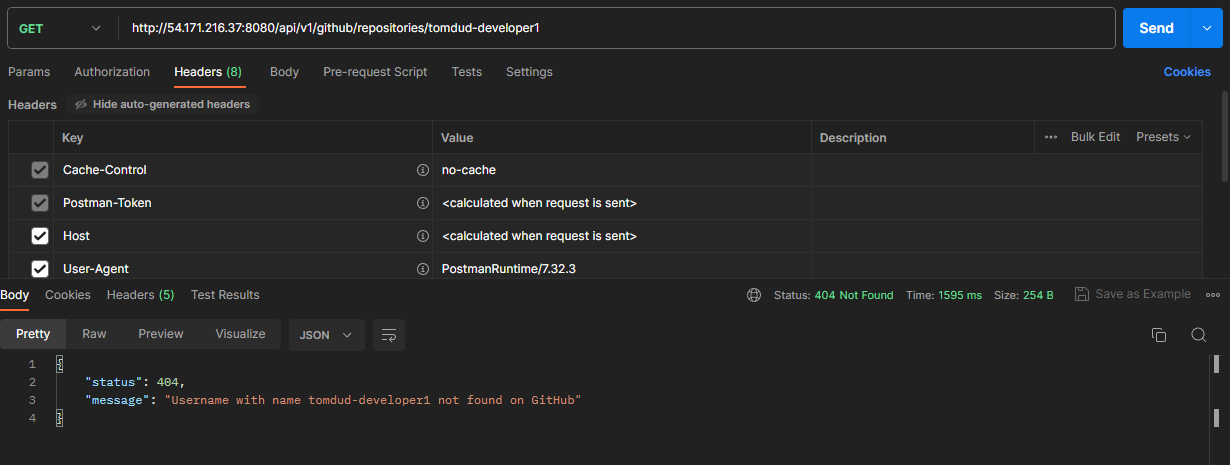 GET http://54.171.216.37:8080/api/v1/github/repositories/tomdud-developer1 Send
Params Authorization Headers (8) Body Pre-request Script Tests Settings Cookies
Headers Hide auto-generated headers
Key Value Description ••• Bulk Edit Presets
Cache-Control no-cache
Postman-Token <calculated when request is sent>
Host <calculated when request is sent>
User-Agent PostmanRuntime/7.32.3
Body Cookies Headers (5) Test Results Status: 404 Not Found Time: 1595 ms Size: 254 B Save as Example •••
Pretty Raw Preview Visualize JSON
1 {
2 "status": 404,
3 "message": "Username with name tomdud-developer1 not found on GitHub"
4 }